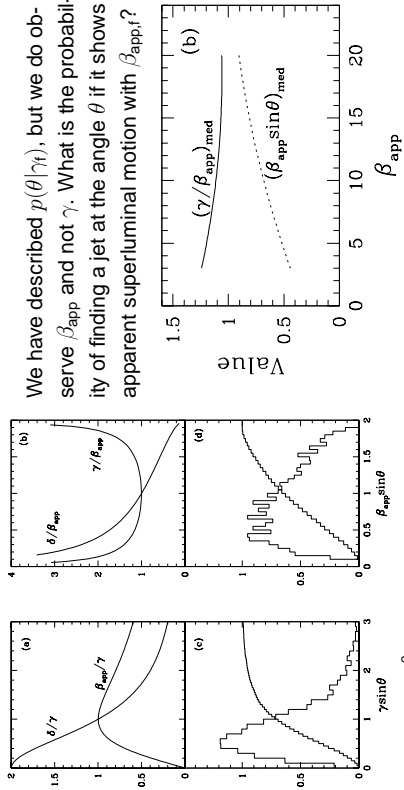 We have described p(θ|γf), but we do ob-
serve βapp and not γ. What is the probabil-
ity of finding a jet at the angle θ if it shows
apparent superluminal motion with βapp,f?
(a)
δ/γ
βapp/γ
2
1.5
1
0.5
0
(b)
δ/βapp
γ/βapp
4
3
2
1
0
(c)
1
0.5
0
0
1
2
3
γsinθ
(d)
1
0.5
0
0
0.5
1
1.5
2
βappsinθ
(b)
(γ/βapp)med
(βappsinθ)med
Value
1.5
1
0.5
0
0
5
10
15
20
βapp